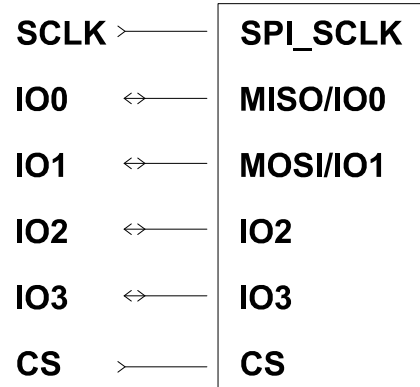 SCLK SPI_SCLK
IO0 MISO/IO0
IO1 MOSI/IO1
IO2 IO2
IO3 IO3
CS CS